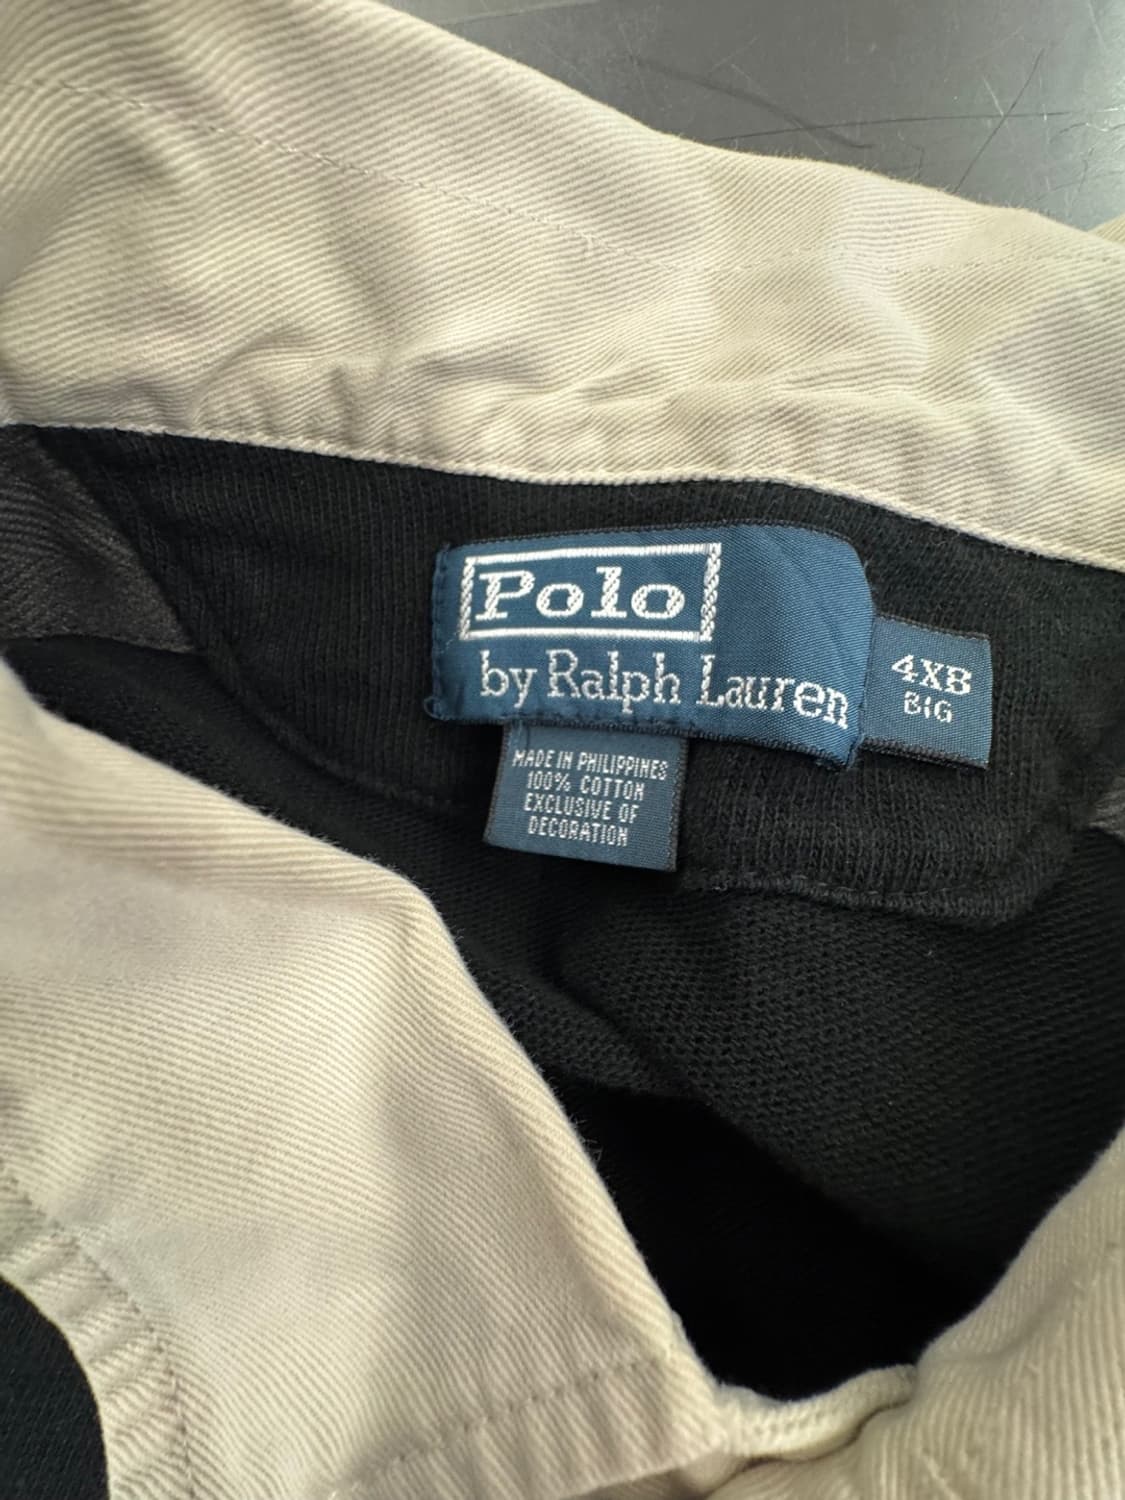 Polo
by Ralph Lauren
4XB
BIG
MADE IN PHILIPPINES
100% COTTON
EXCLUSIVE OF
DECORATION